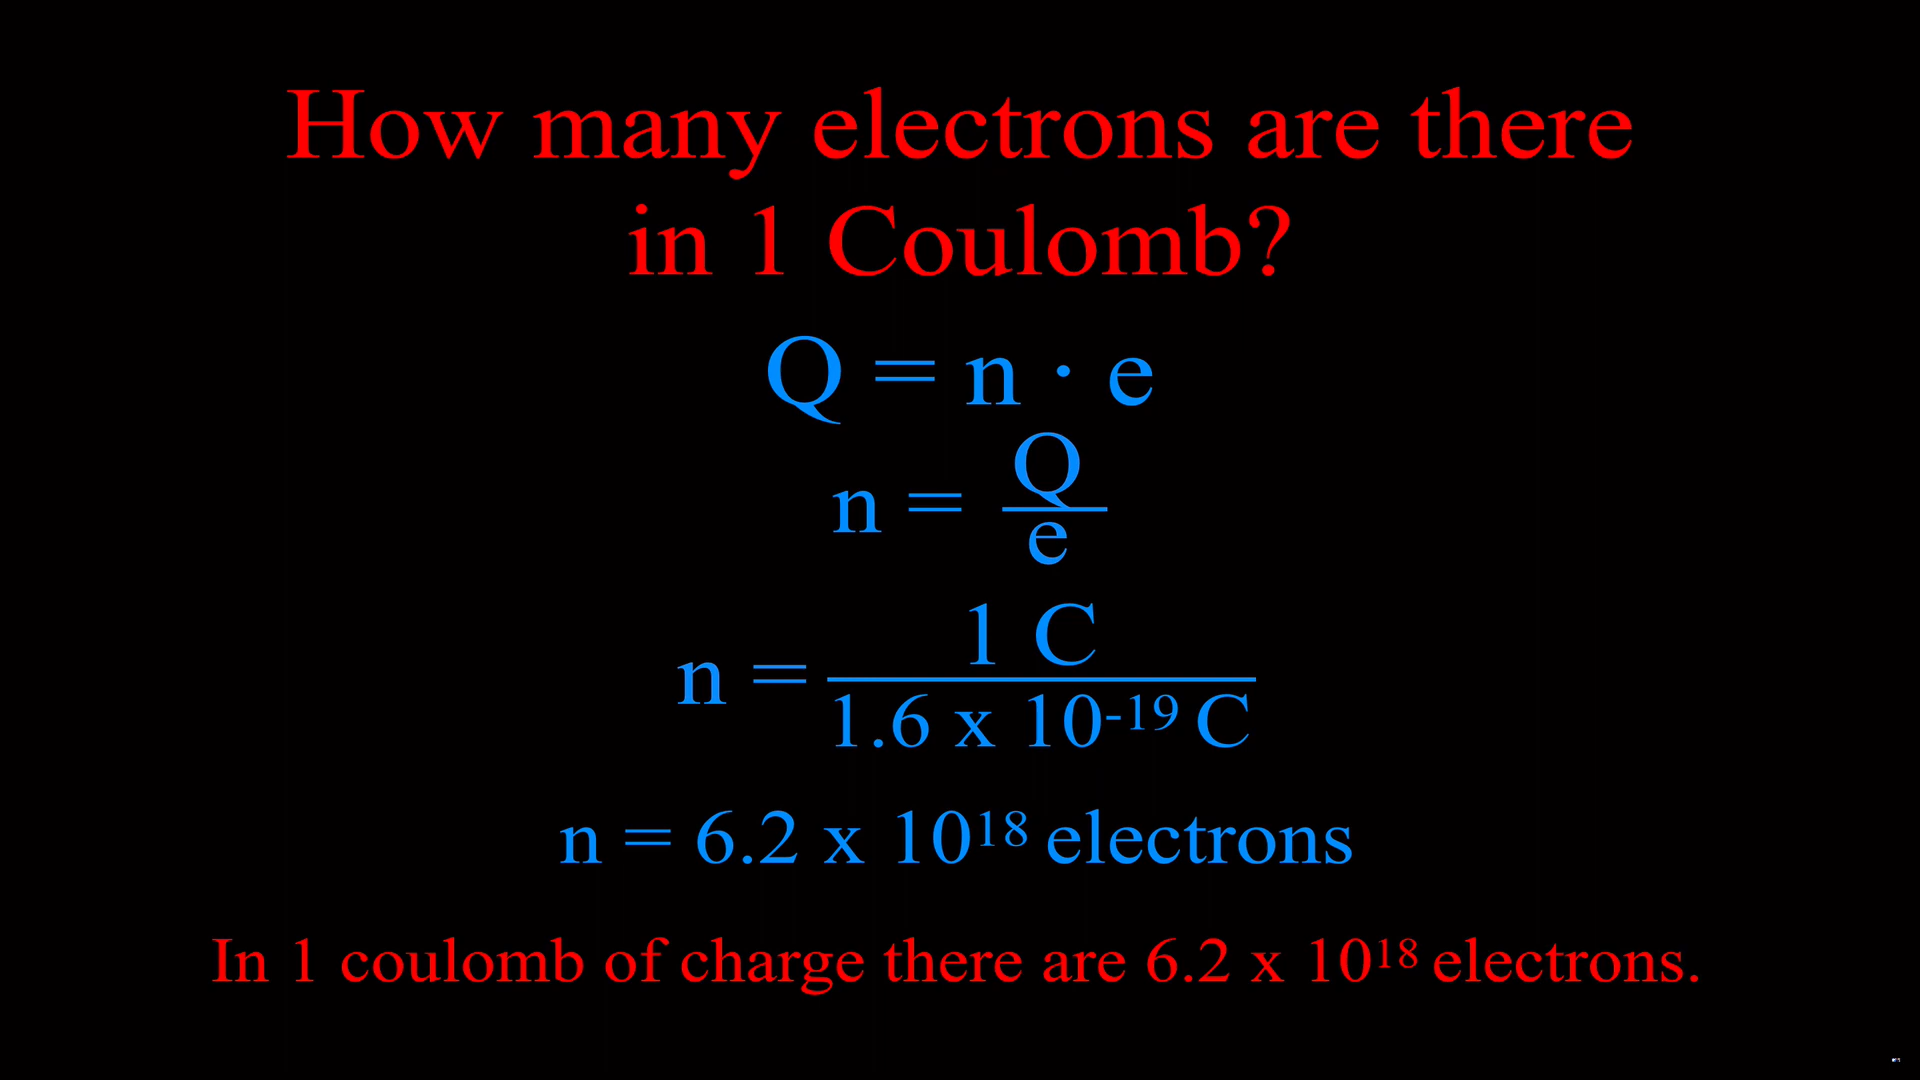 How many electrons are there
in 1 Coulomb?
Q = n · e
n = Q/e
n = 1 C / 1.6 x 10⁻¹⁹ C
n = 6.2 x 10¹⁸ electrons
In 1 coulomb of charge there are 6.2 x 10¹⁸ electrons.